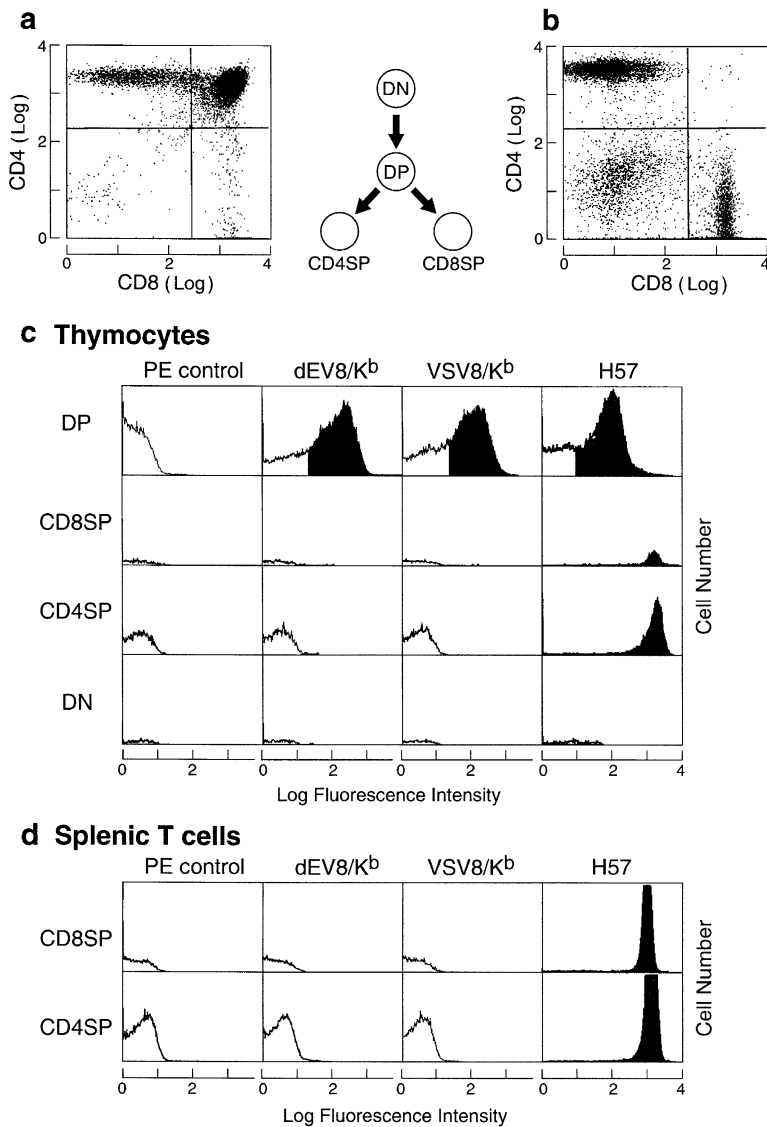 a
4
2
0
CD4 (Log)
0 2 4
CD8 (Log)
DN
DP
CD4SP CD8SP
b
4
2
0
CD4 (Log)
0 2 4
CD8 (Log)
c Thymocytes
PE control dEV8/Kb VSV8/Kb H57
DP
CD8SP
CD4SP
DN
Cell Number
0 2 0 2 0 2 0 2 4
Log Fluorescence Intensity
d Splenic T cells
PE control dEV8/Kb VSV8/Kb H57
CD8SP
CD4SP
Cell Number
0 2 0 2 0 2 0 2 4
Log Fluorescence Intensity